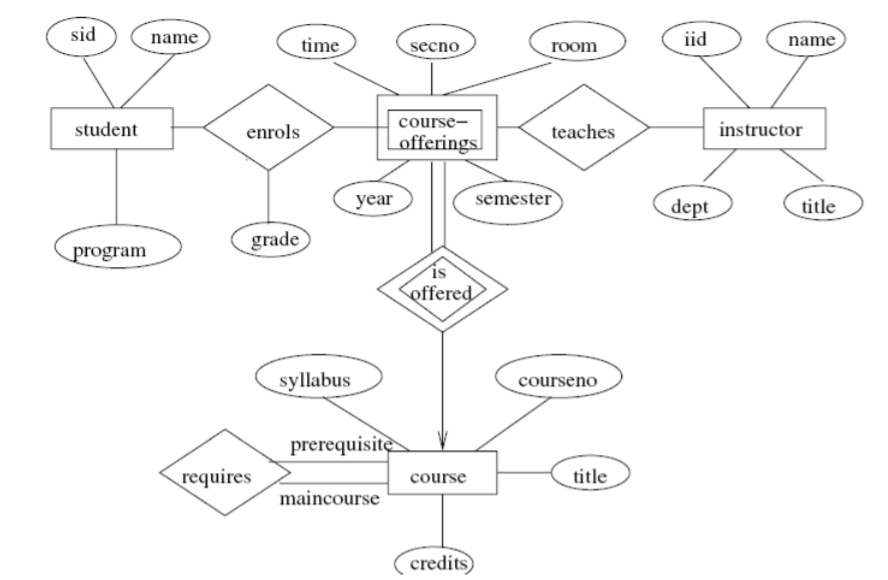 sid
name
time
secno
room
iid
name
student
enrols
course–
offerings
teaches
instructor
year
semester
dept
title
program
grade
is
offered
syllabus
courseno
prerequisite
requires
course
title
maincourse
credits